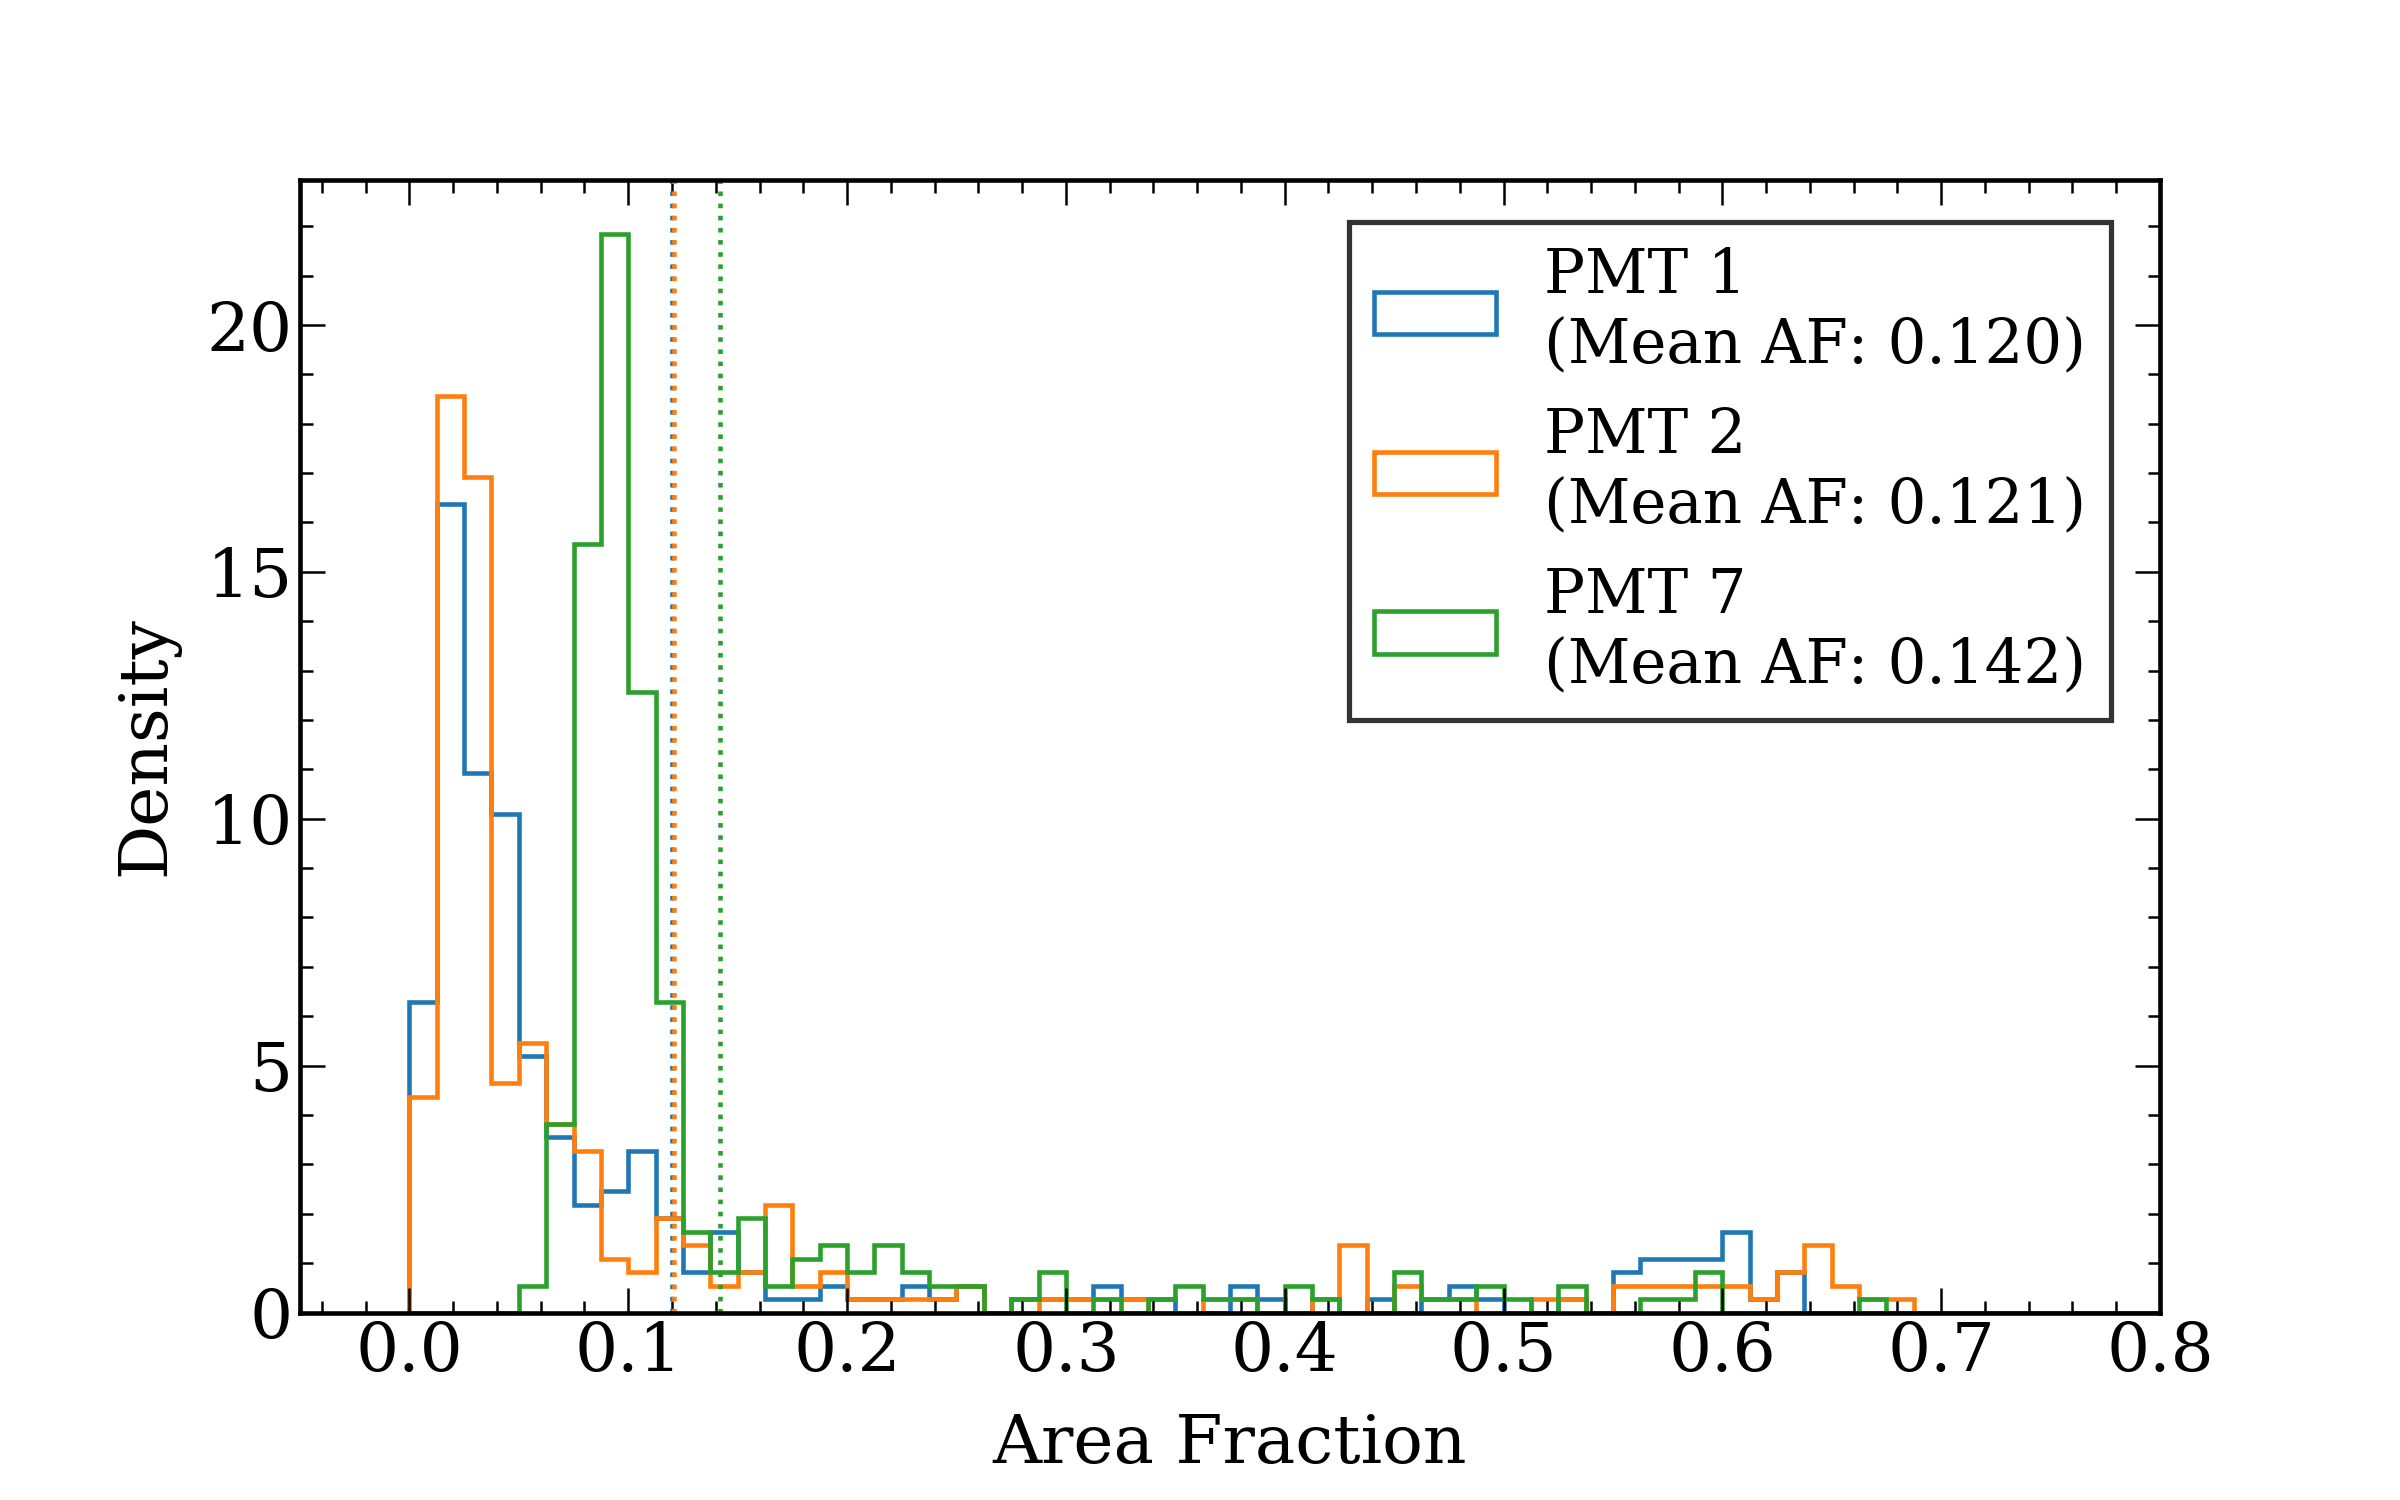 PMT 1
(Mean AF: 0.120)
PMT 2
(Mean AF: 0.121)
PMT 7
(Mean AF: 0.142)
20
15
10
5
0
Density
0.0 0.1 0.2 0.3 0.4 0.5 0.6 0.7 0.8
Area Fraction